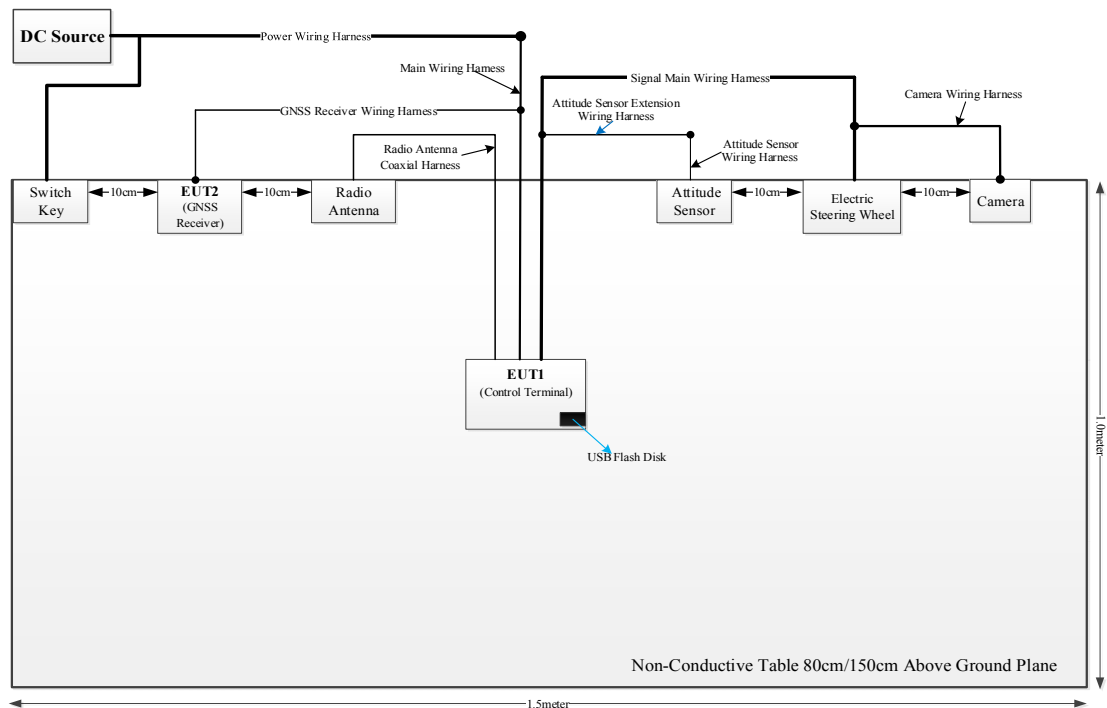 DC Source
Power Wiring Harness
Main Wiring Harness
Signal Main Wiring Harness
Camera Wiring Harness
GNSS Receiver Wiring Harness
Attitude Sensor Extension
Wiring Harness
Radio Antenna
Coaxial Harness
Attitude Sensor
Wiring Harness
Switch
Key
10cm
EUT2
(GNSS
Receiver)
10cm
Radio
Antenna
Attitude
Sensor
10cm
Electric
Steering Wheel
10cm
Camera
EUT1
(Control Terminal)
USB Flash Disk
1.0meter
Non-Conductive Table 80cm/150cm Above Ground Plane
1.5meter